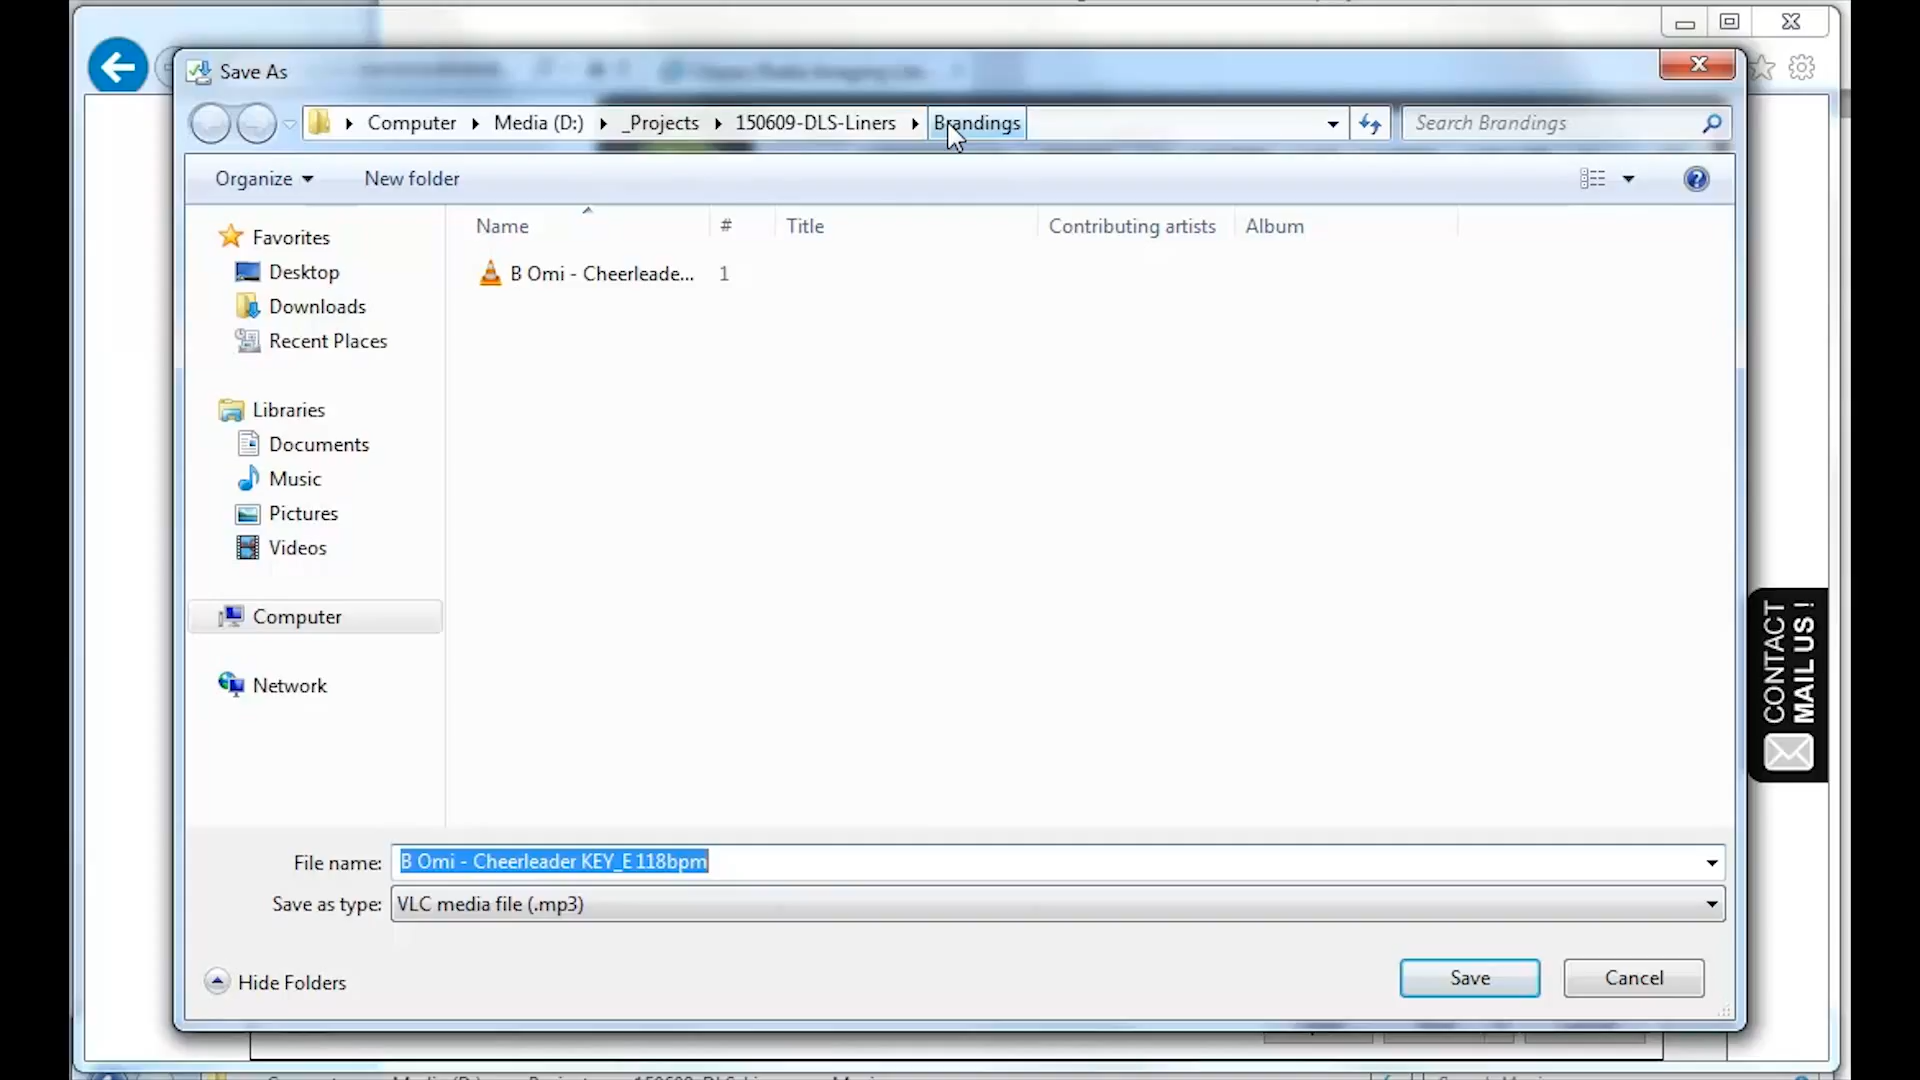 Save As
Computer Media (D:) _Projects 150609-DLS-Liners Brandings
Search Brandings
Organize New folder
Name # Title Contributing artists Album
B Omi - Cheerleade... 1
Favorites
Desktop
Downloads
Recent Places
Libraries
Documents
Music
Pictures
Videos
Computer
Network
CONTACT
MAIL US !
File name: B Omi - Cheerleader KEY_E 118bpm
Save as type: VLC media file (.mp3)
Hide Folders
Save Cancel